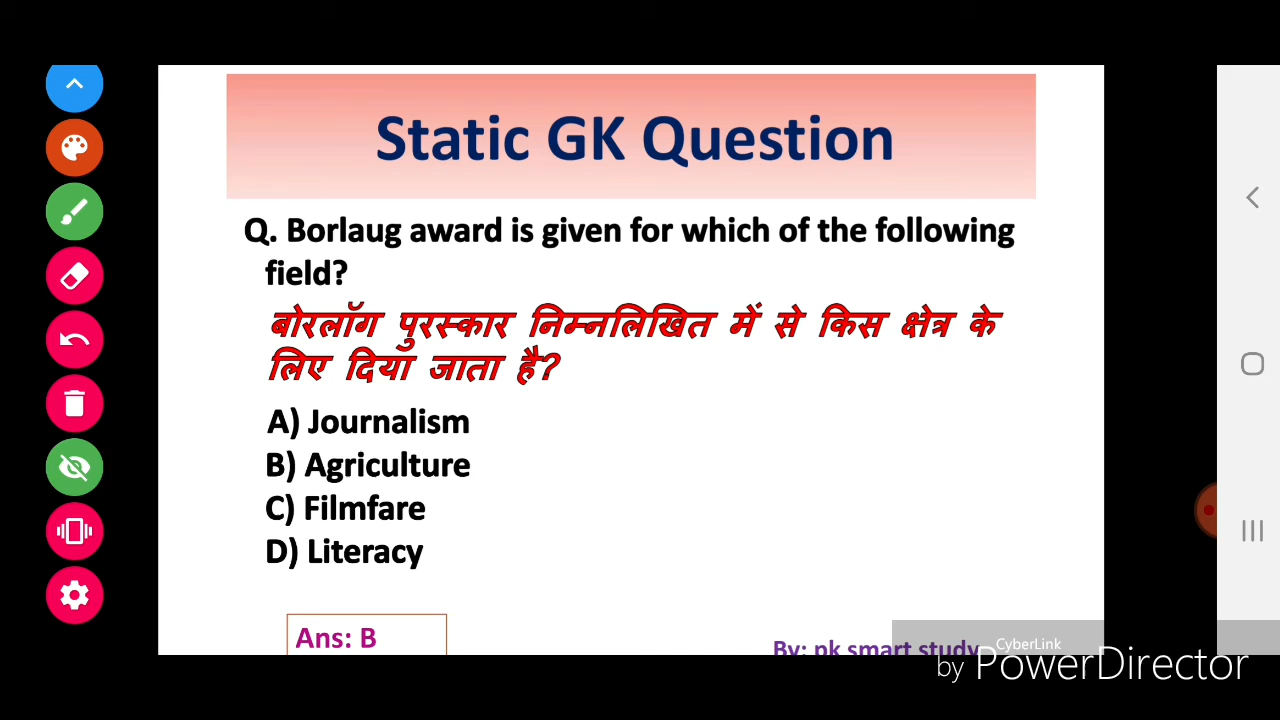 Static GK Question
Q. Borlaug award is given for which of the following
field?
बोरलॉग पुरस्कार निम्नलिखित में से किस क्षेत्र के
लिए दिया जाता है?
A) Journalism
B) Agriculture
C) Filmfare
D) Literacy
Ans: B
By: pk smart study
CyberLink
by PowerDirector